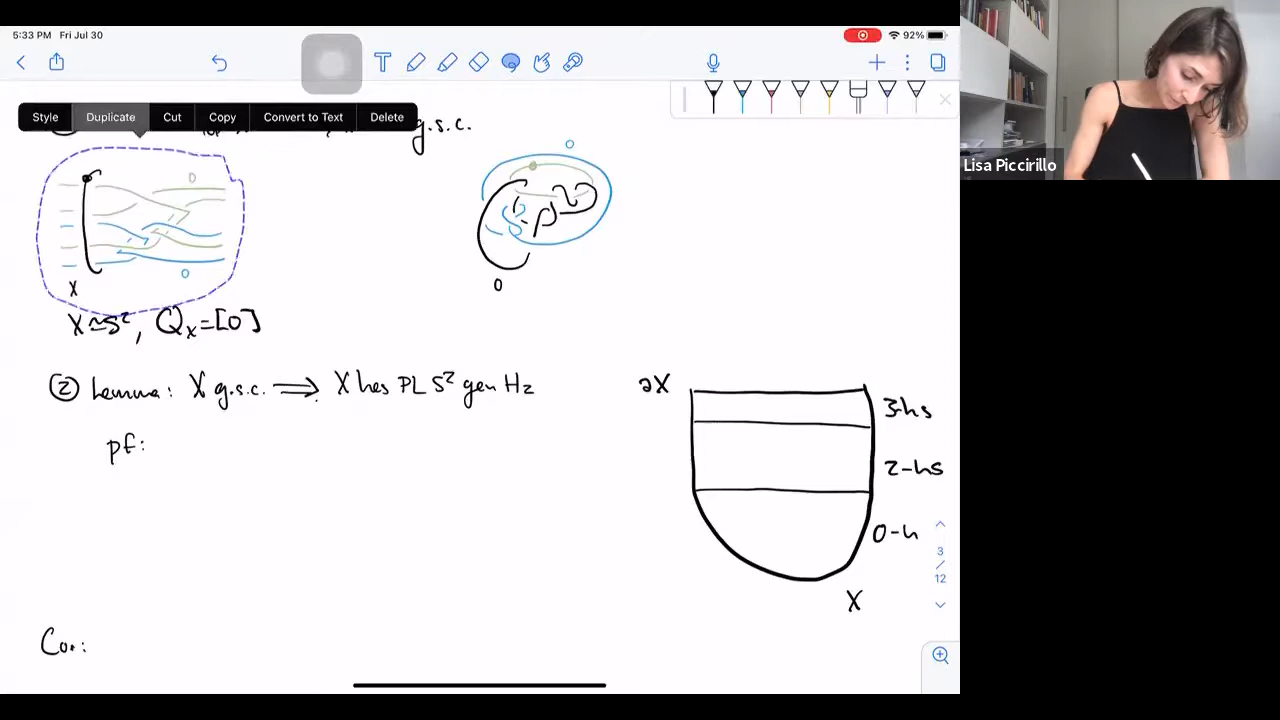 5:33 PM Fri Jul 30
92%
Style Duplicate Cut Copy Convert to Text Delete
g.s.c.
0
0
0
0
X
X ≃ S², Q_X = [0]
② Lemma: X g.s.c. ⟹ X hes PL S² gen H₂
pf:
∂X
3-hs
2-hs
0-h
X
3 / 12
Cor:
Lisa Piccirillo